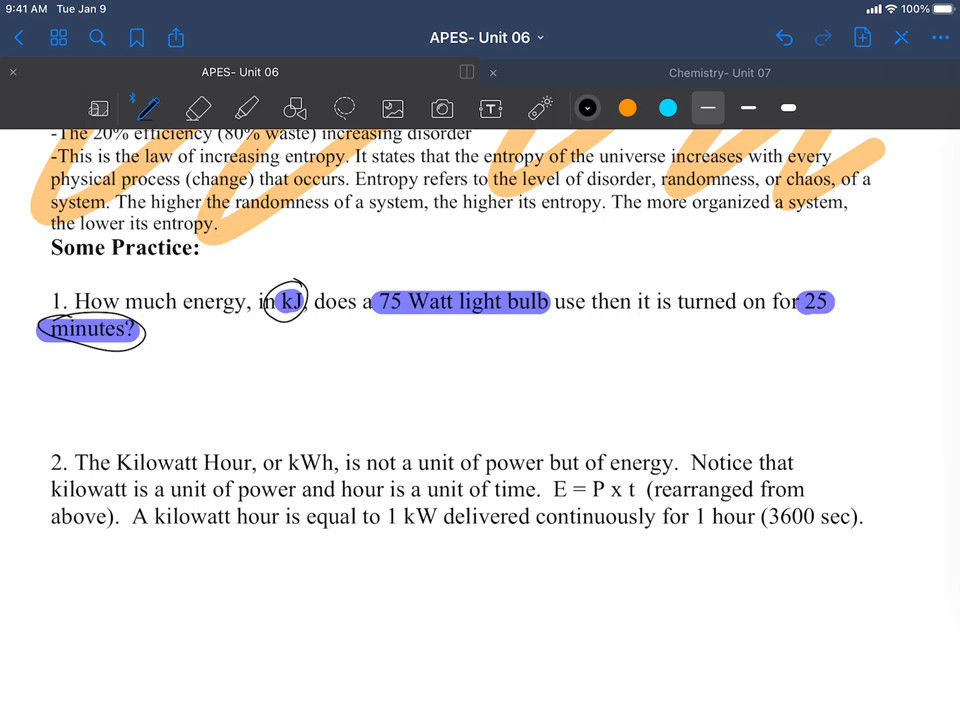 9:41 AM Tue Jan 9 100%
APES- Unit 06
APES- Unit 06 Chemistry- Unit 07
-The 20% efficiency (80% waste) increasing disorder
-This is the law of increasing entropy. It states that the entropy of the universe increases with every
physical process (change) that occurs. Entropy refers to the level of disorder, randomness, or chaos, of a
system. The higher the randomness of a system, the higher its entropy. The more organized a system,
the lower its entropy.
Some Practice:
1. How much energy, in kJ, does a 75 Watt light bulb use then it is turned on for 25
minutes?
2. The Kilowatt Hour, or kWh, is not a unit of power but of energy. Notice that
kilowatt is a unit of power and hour is a unit of time. E = P x t (rearranged from
above). A kilowatt hour is equal to 1 kW delivered continuously for 1 hour (3600 sec).